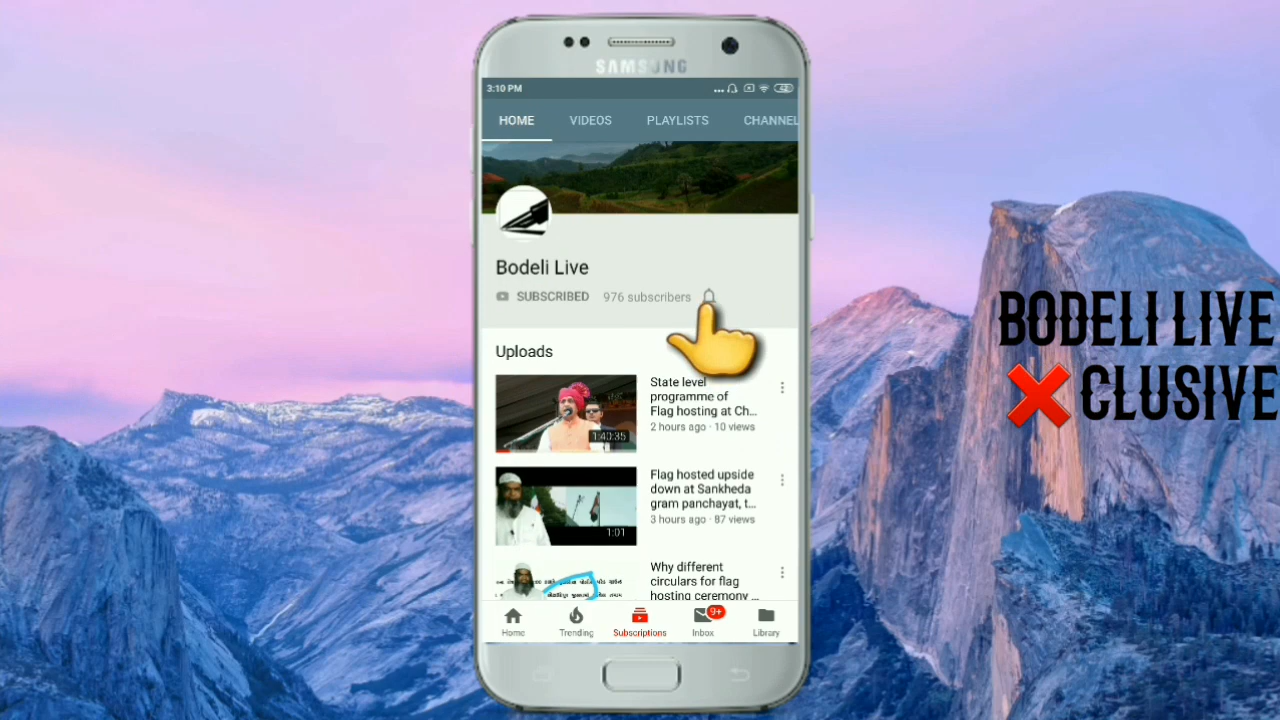 SAMSUNG
3:10 PM
HOME
VIDEOS
PLAYLISTS
CHANNEL
Bodeli Live
SUBSCRIBED
976 subscribers
Uploads
State level
programme of
Flag hosting at Ch...
2 hours ago · 10 views
1:40:35
Flag hosted upside
down at Sankheda
gram panchayat, t...
3 hours ago · 87 views
1:01
Why different
circulars for flag
hosting ceremony ...
Home
Trending
Subscriptions
9+
Inbox
Library
BODELI LIVE
❌CLUSIVE